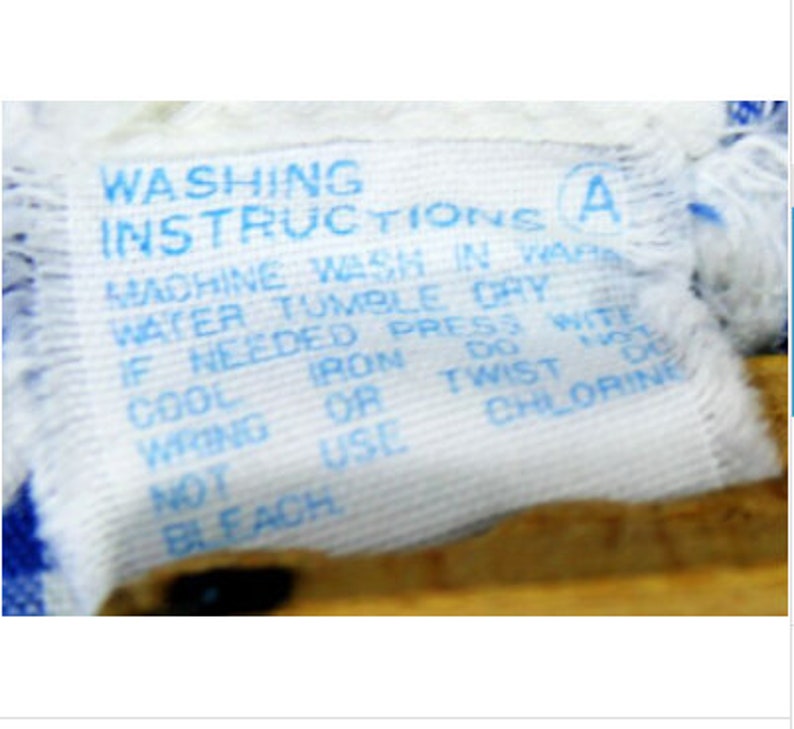 WASHING
INSTRUCTIONS
A
MACHINE WASH IN WARM
WATER TUMBLE DRY
IF NEEDED PRESS WITH
COOL IRON DO NOT
WRING OR TWIST DO
NOT USE CHLORINE
BLEACH.